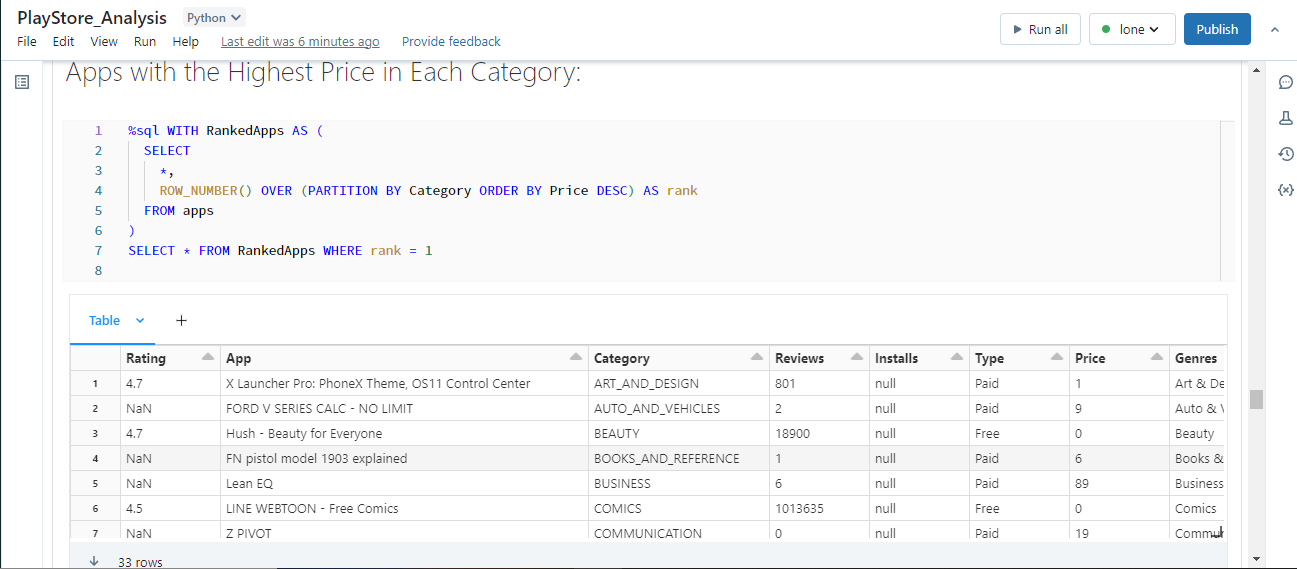 PlayStore_Analysis Python
File Edit View Run Help Last edit was 6 minutes ago Provide feedback
Run all lone Publish
Apps with the Highest Price in Each Category:
1 %sql WITH RankedApps AS (
2 SELECT
3 *,
4 ROW_NUMBER() OVER (PARTITION BY Category ORDER BY Price DESC) AS rank
5 FROM apps
6 )
7 SELECT * FROM RankedApps WHERE rank = 1
8
Table +
Rating App Category Reviews Installs Type Price Genres
1 4.7 X Launcher Pro: PhoneX Theme, OS11 Control Center ART_AND_DESIGN 801 null Paid 1 Art & De
2 NaN FORD V SERIES CALC - NO LIMIT AUTO_AND_VEHICLES 2 null Paid 9 Auto &
3 4.7 Hush - Beauty for Everyone BEAUTY 18900 null Free 0 Beauty
4 NaN FN pistol model 1903 explained BOOKS_AND_REFERENCE 1 null Paid 6 Books &
5 NaN Lean EQ BUSINESS 6 null Paid 89 Business
6 4.5 LINE WEBTOON - Free Comics COMICS 1013635 null Free 0 Comics
7 NaN Z PIVOT COMMUNICATION 0 null Paid 19 Commu
33 rows